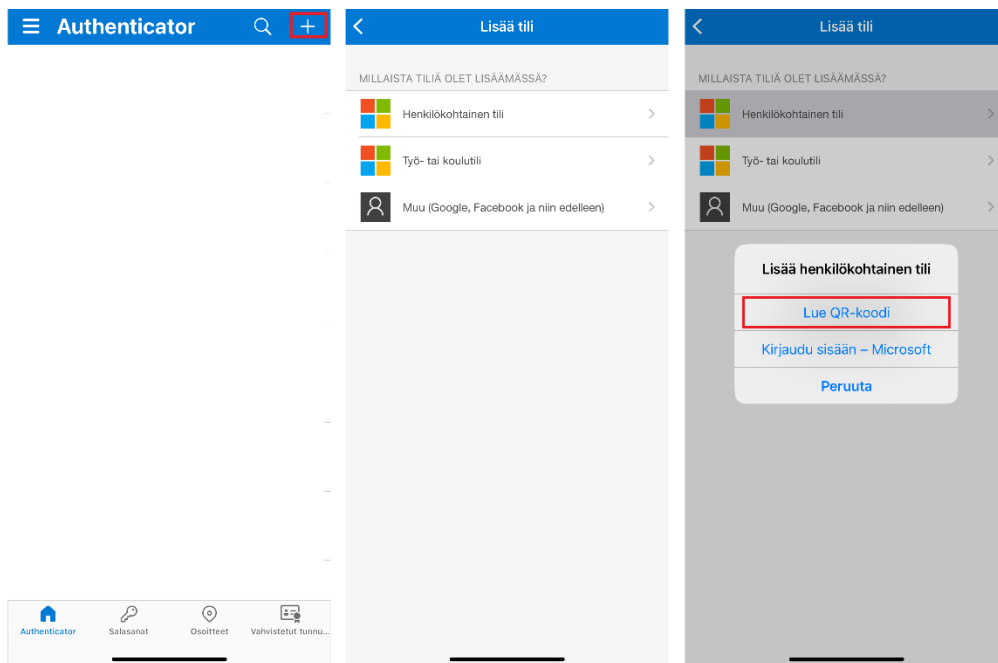 Authenticator
Authenticator
Salasanat
Osoitteet
Vahvistetut tunnu...
Lisää tili
MILLAISTA TILIÄ OLET LISÄÄMÄSSÄ?
Henkilökohtainen tili
Työ- tai koulutili
Muu (Google, Facebook ja niin edelleen)
Lisää tili
MILLAISTA TILIÄ OLET LISÄÄMÄSSÄ?
Henkilökohtainen tili
Työ- tai koulutili
Muu (Google, Facebook ja niin edelleen)
Lisää henkilökohtainen tili
Lue QR-koodi
Kirjaudu sisään – Microsoft
Peruuta